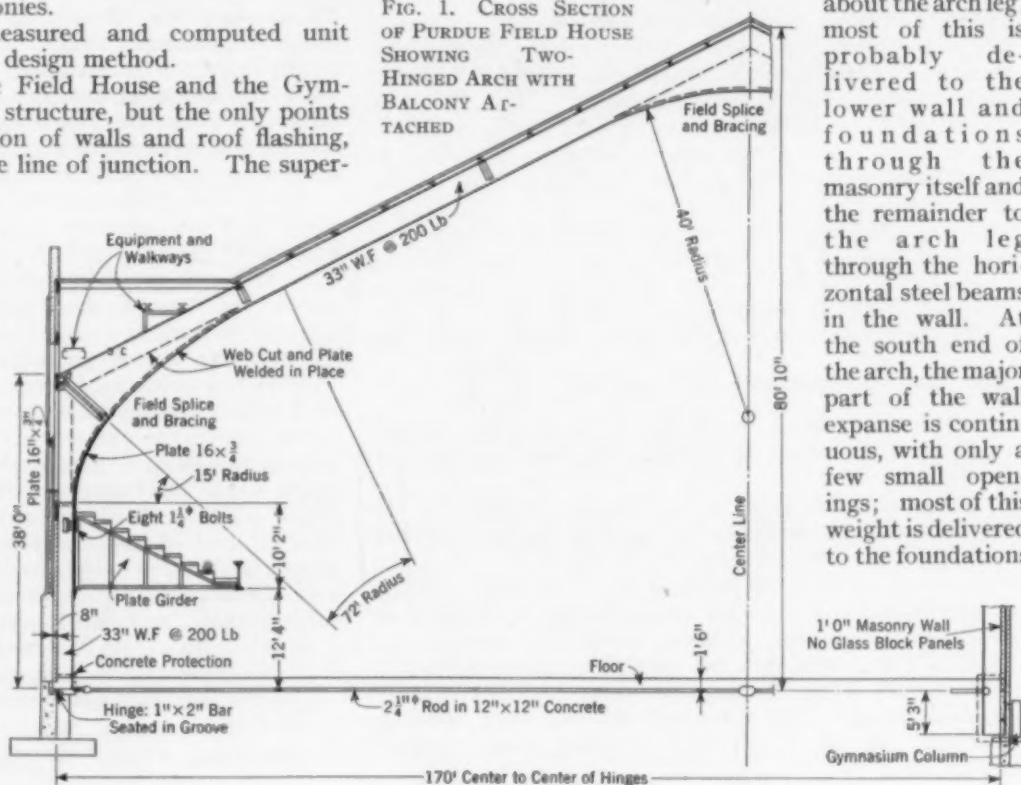 onies.
easured and computed unit
design method.
e Field House and the Gym-
structure, but the only points
on of walls and roof flashing,
e line of junction. The super-
FIG. 1. CROSS SECTION
OF PURDUE FIELD HOUSE
SHOWING TWO-
HINGED ARCH WITH
BALCONY AT-
TACHED
about the arch leg
most of this is
probably de-
livered to the
lower wall and
foundations
through the
masonry itself and
the remainder to
the arch leg
through the hori-
zontal steel beams
in the wall. At
the south end of
the arch, the major
part of the wall
expanse is contin
uous, with only a
few small open
ings; most of this
weight is delivered
to the foundations
Field Splice
and Bracing
40' Radius
33" W.F @ 200 Lb
Equipment and
Walkways
Web Cut and Plate
Welded in Place
Field Splice
and Bracing
Plate 16×¾
15' Radius
Plate 16"×¾"
38' 0"
80' 10"
Center Line
Eight 1¼ᶲ Bolts
10' 2"
Plate Girder
72' Radius
8"
33" W.F @ 200 Lb
12' 4"
Concrete Protection
Floor
1' 6"
1' 0" Masonry Wall
No Glass Block Panels
Hinge: 1"×2" Bar
Seated in Groove
2¼"ᶲ Rod in 12"×12" Concrete
5' 3"
Gymnasium Column
170' Center to Center of Hinges